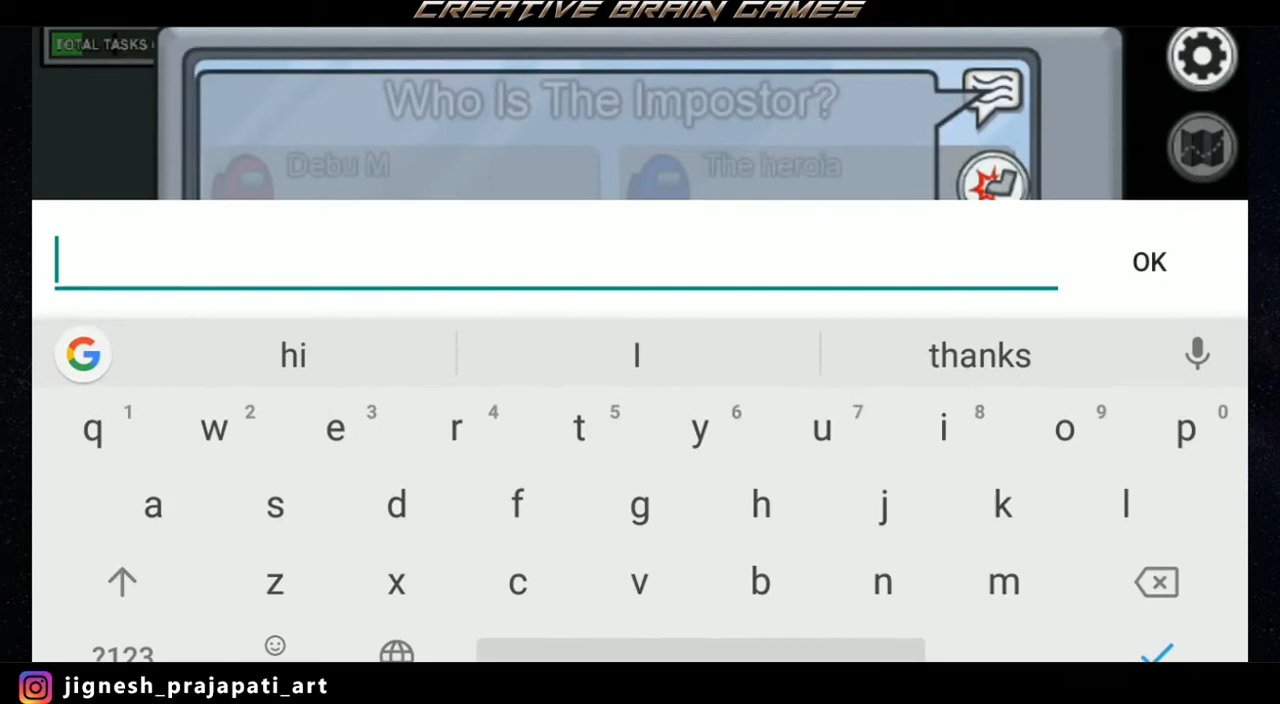 CREATIVE BRAIN GAMES
TOTAL TASKS
Who Is The Impostor?
Debu M
The heroia
OK
hi
I
thanks
q 1 w 2 e 3 r 4 t 5 y 6 u 7 i 8 o 9 p 0
a s d f g h j k l
z x c v b n m
?123
jignesh_prajapati_art